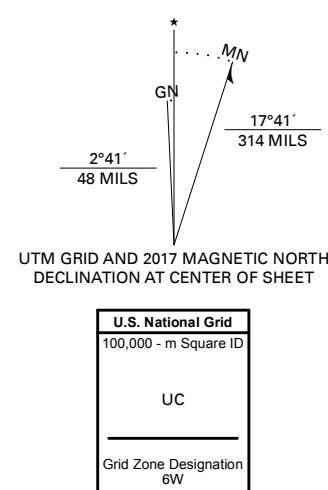 ★
MN
GN
17°41´
314 MILS
2°41´
48 MILS
UTM GRID AND 2017 MAGNETIC NORTH
DECLINATION AT CENTER OF SHEET
U.S. National Grid
100,000 - m Square ID
UC
Grid Zone Designation
6W